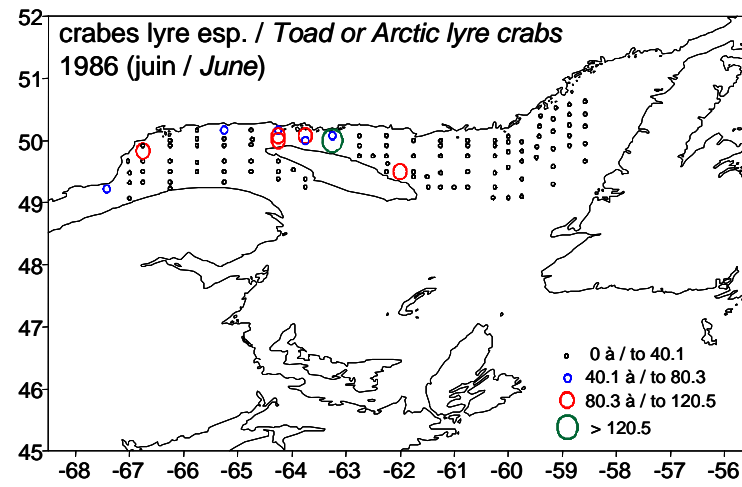 crabes lyre esp. / Toad or Arctic lyre crabs
1986 (juin / June)
52
51
50
49
48
47
46
45
0 à / to 40.1
40.1 à / to 80.3
80.3 à / to 120.5
> 120.5
-68 -67 -66 -65 -64 -63 -62 -61 -60 -59 -58 -57 -56